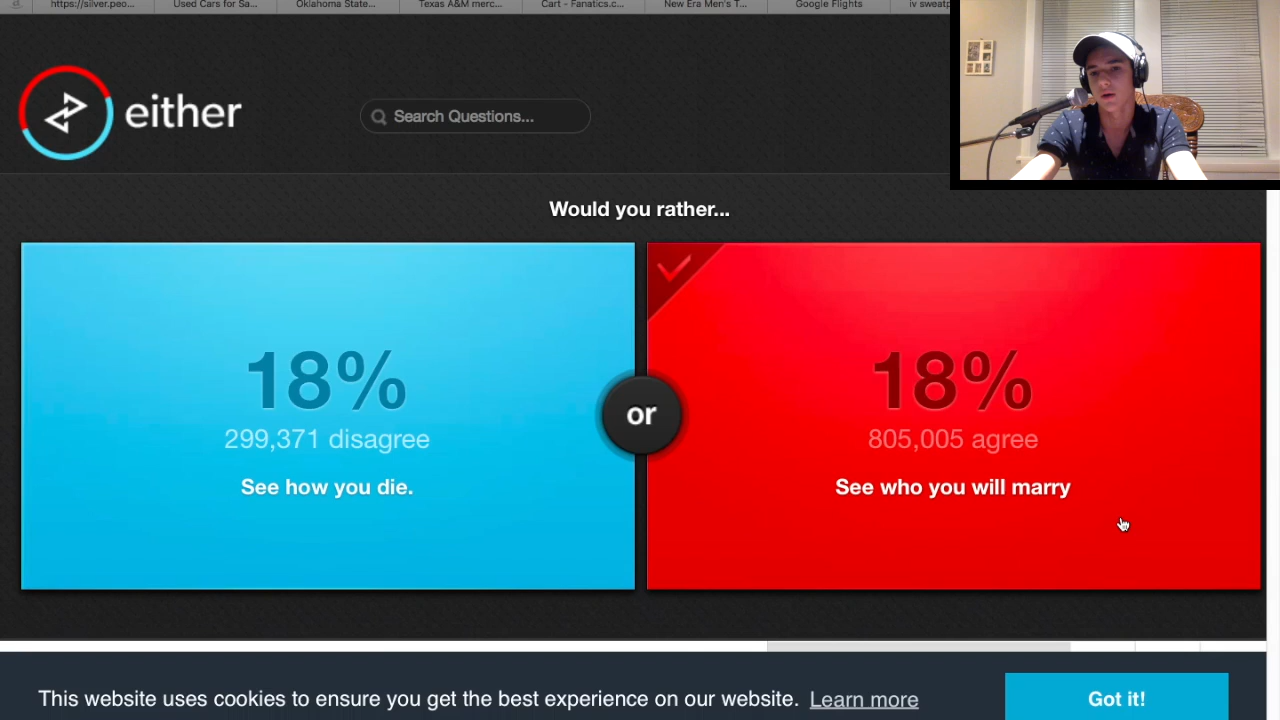 https://silver.peo... Used Cars for Sa... Oklahoma State... Texas A&M merc... Cart - Fanatics.c... New Era Men's T... Google Flights iv sweatp
either
Search Questions...
Would you rather...
18% 18%
299,371 disagree 805,005 agree
or
See how you die. See who you will marry
This website uses cookies to ensure you get the best experience on our website. Learn more Got it!